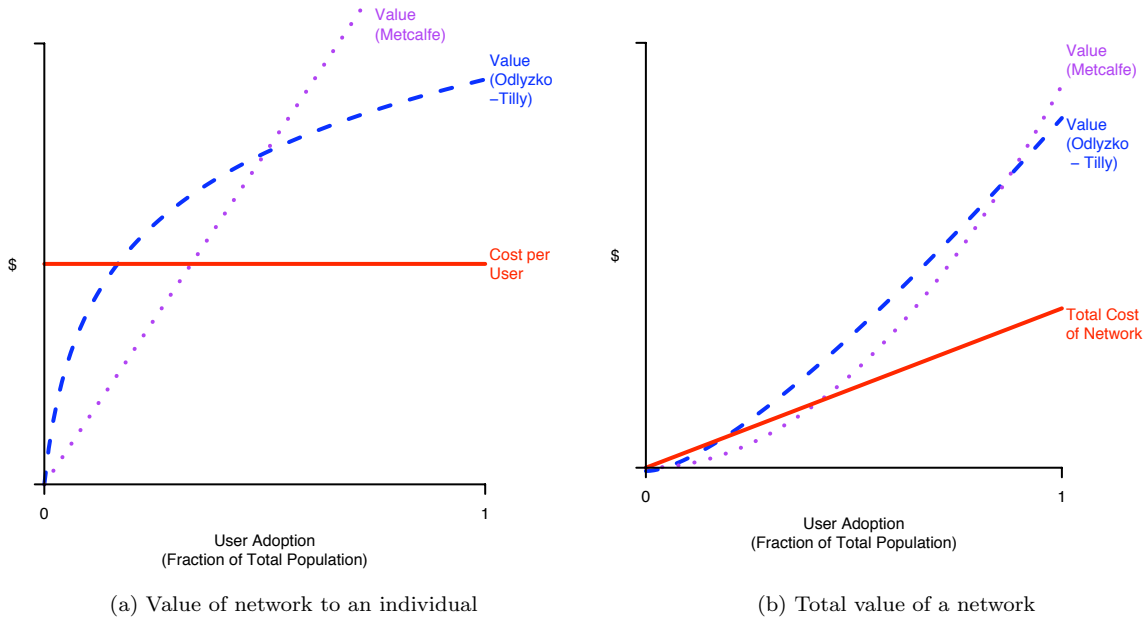 Value
(Metcalfe)
Value
(Odlyzko
–Tilly)
Cost per
User
$
0
1
User Adoption
(Fraction of Total Population)
(a) Value of network to an individual
Value
(Metcalfe)
Value
(Odlyzko
– Tilly)
$
Total Cost
of Network
0
1
User Adoption
(Fraction of Total Population)
(b) Total value of a network